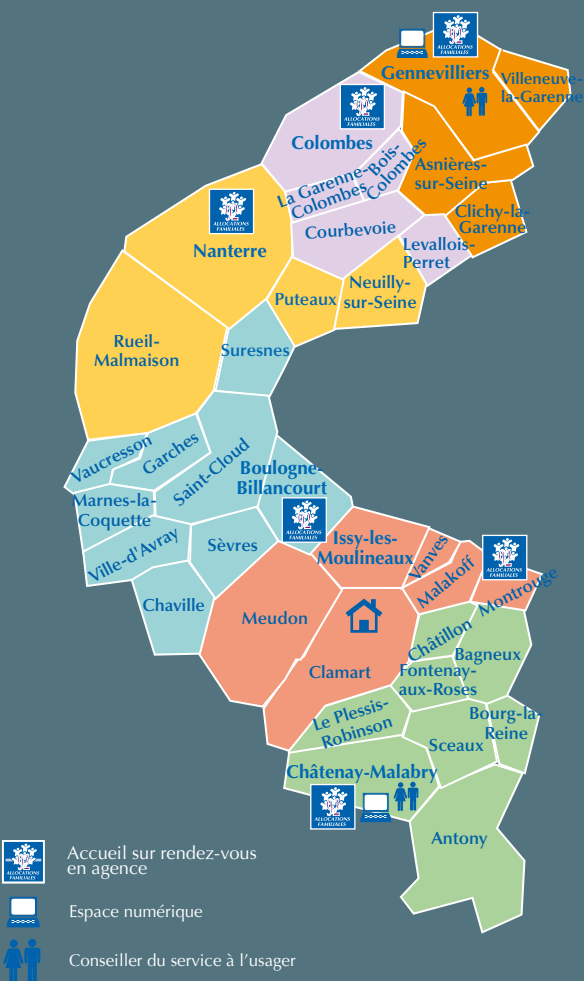 ALLOCATIONS
FAMILIALES
Gennevilliers
Villeneuve-
la-Garenne
ALLOCATIONS
FAMILIALES
Colombes
Bois-
Colombes
Asnières-
sur-Seine
La Garenne-
Colombes
Clichy-la-
Garenne
ALLOCATIONS
FAMILIALES
Courbevoie
Nanterre
Levallois-
Perret
Neuilly-
sur-Seine
Puteaux
Rueil-
Malmaison
Suresnes
Vaucresson
Garches
Saint-Cloud
Boulogne-
Billancourt
Marnes-la-
Coquette
ALLOCATIONS
FAMILIALES
Ville-d'Avray
Sèvres
Issy-les-
Moulineaux
Vanves
Malakoff
ALLOCATIONS
FAMILIALES
Montrouge
Chaville
Meudon
Châtillon
Bagneux
Clamart
Fontenay-
aux-Roses
Le Plessis-
Robinson
Bourg-la-
Reine
Sceaux
Châtenay-Malabry
ALLOCATIONS
FAMILIALES
Antony
ALLOCATIONS
FAMILIALES
Accueil sur rendez-vous
en agence
Espace numérique
Conseiller du service à l'usager